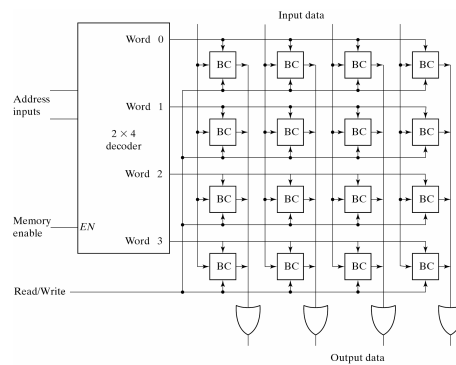 Input data
Word 0
BC BC BC BC
Address
inputs
Word 1
BC BC BC BC
2 × 4
decoder
Word 2
BC BC BC BC
Memory
enable
EN
Word 3
BC BC BC BC
Read/Write
Output data